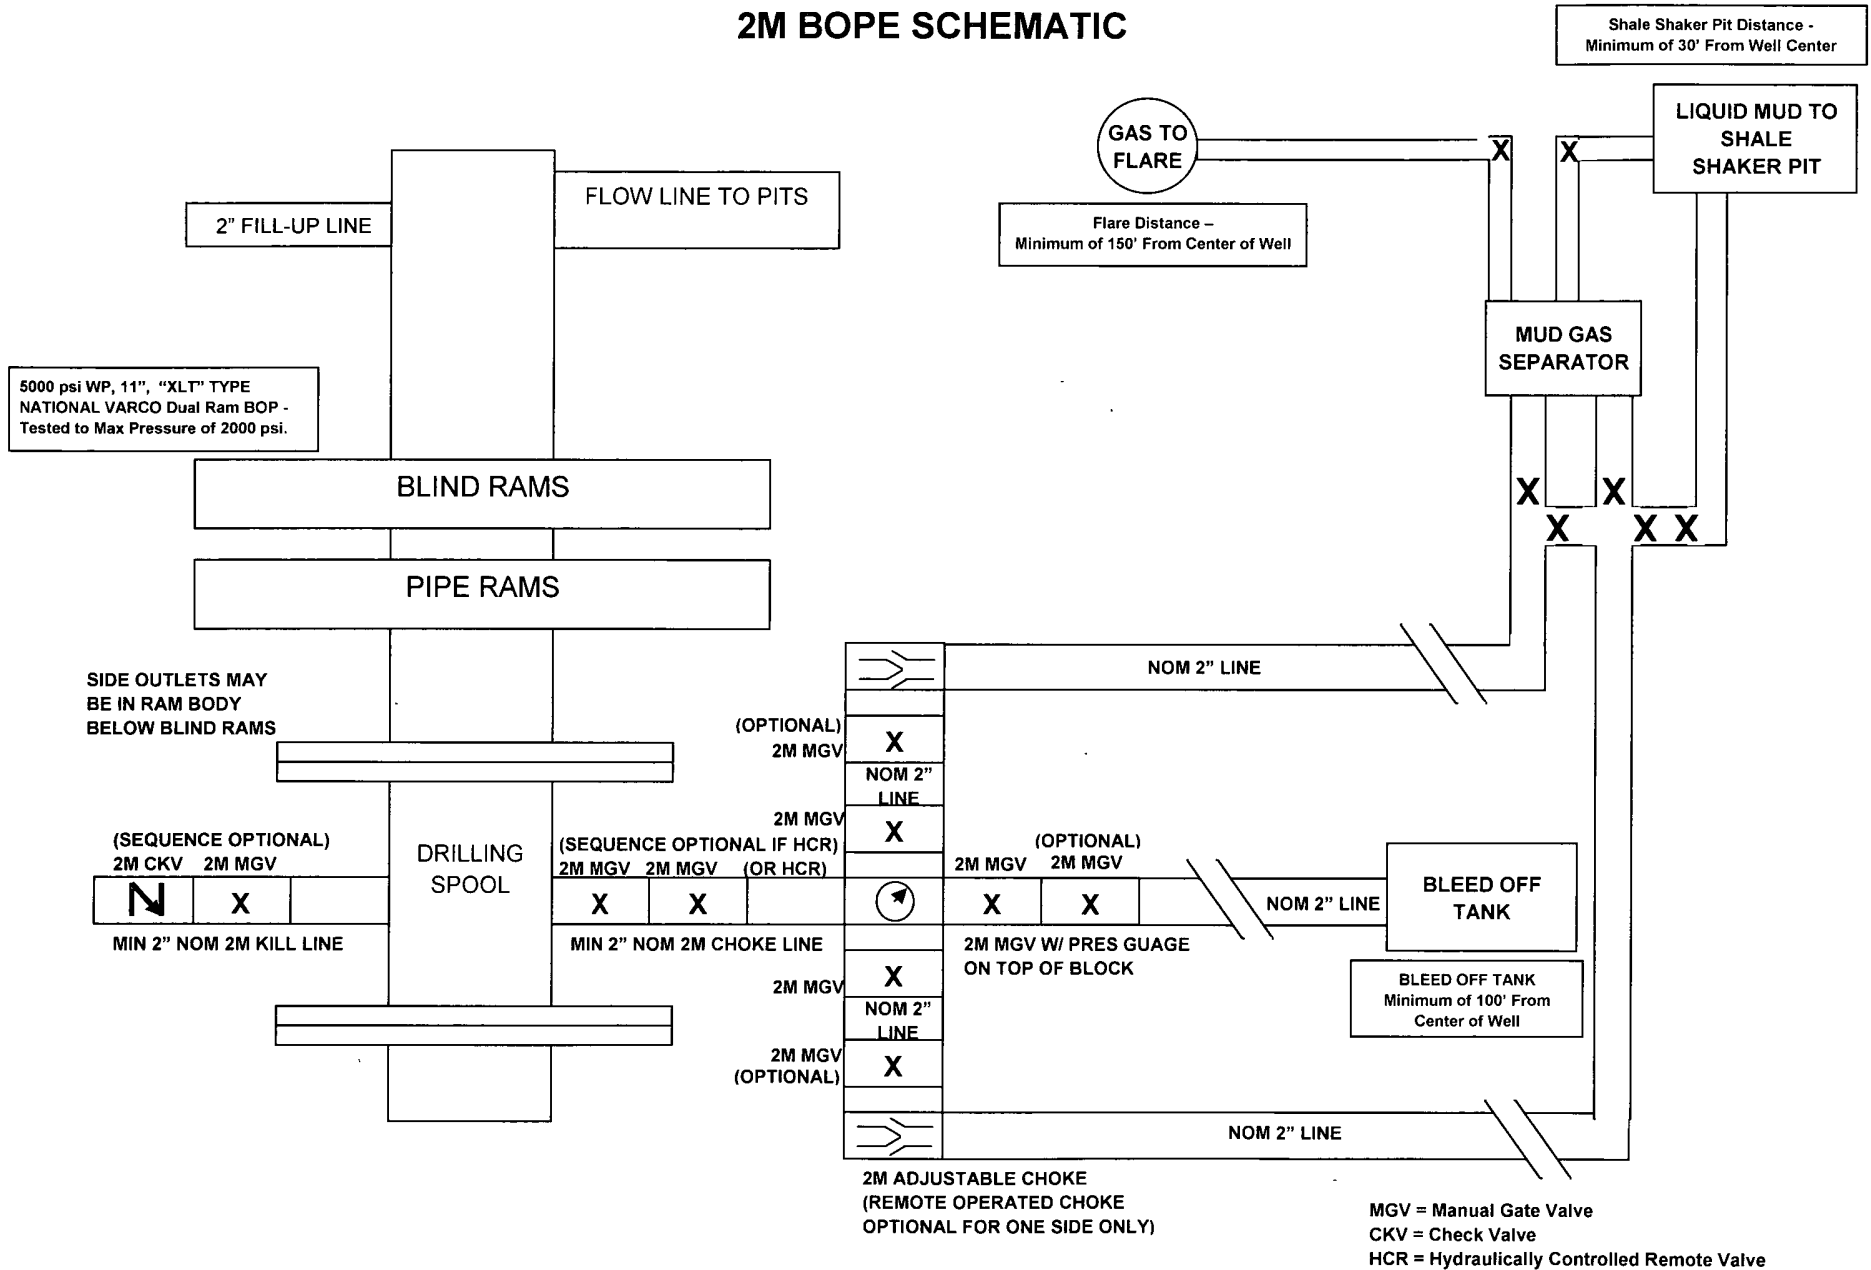 2M BOPE SCHEMATIC
Shale Shaker Pit Distance -
Minimum of 30' From Well Center
GAS TO
FLARE
X
X
LIQUID MUD TO
SHALE
SHAKER PIT
2” FILL-UP LINE
FLOW LINE TO PITS
Flare Distance –
Minimum of 150' From Center of Well
MUD GAS
SEPARATOR
5000 psi WP, 11”, “XLT” TYPE
NATIONAL VARCO Dual Ram BOP -
Tested to Max Pressure of 2000 psi.
BLIND RAMS
X
X
X
X
X
PIPE RAMS
SIDE OUTLETS MAY
BE IN RAM BODY
BELOW BLIND RAMS
NOM 2” LINE
(OPTIONAL)
2M MGV
X
NOM 2”
LINE
2M MGV
X
(SEQUENCE OPTIONAL)
2M CKV
2M MGV
N
X
MIN 2” NOM 2M KILL LINE
DRILLING
SPOOL
(SEQUENCE OPTIONAL IF HCR)
2M MGV
2M MGV
(OR HCR)
X
X
MIN 2” NOM 2M CHOKE LINE
(OPTIONAL)
2M MGV
2M MGV
X
X
2M MGV W/ PRES GUAGE
ON TOP OF BLOCK
NOM 2” LINE
BLEED OFF
TANK
BLEED OFF TANK
Minimum of 100' From
Center of Well
2M MGV
X
NOM 2”
LINE
2M MGV
(OPTIONAL)
X
NOM 2” LINE
2M ADJUSTABLE CHOKE
(REMOTE OPERATED CHOKE
OPTIONAL FOR ONE SIDE ONLY)
MGV = Manual Gate Valve
CKV = Check Valve
HCR = Hydraulically Controlled Remote Valve